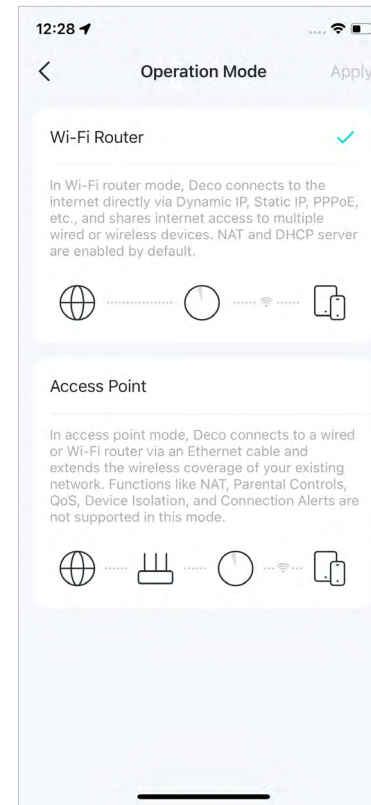 12:28
Operation Mode
Apply
Wi-Fi Router
In Wi-Fi router mode, Deco connects to the
internet directly via Dynamic IP, Static IP, PPPoE,
etc., and shares internet access to multiple
wired or wireless devices. NAT and DHCP server
are enabled by default.
Access Point
In access point mode, Deco connects to a wired
or Wi-Fi router via an Ethernet cable and
extends the wireless coverage of your existing
network. Functions like NAT, Parental Controls,
QoS, Device Isolation, and Connection Alerts are
not supported in this mode.